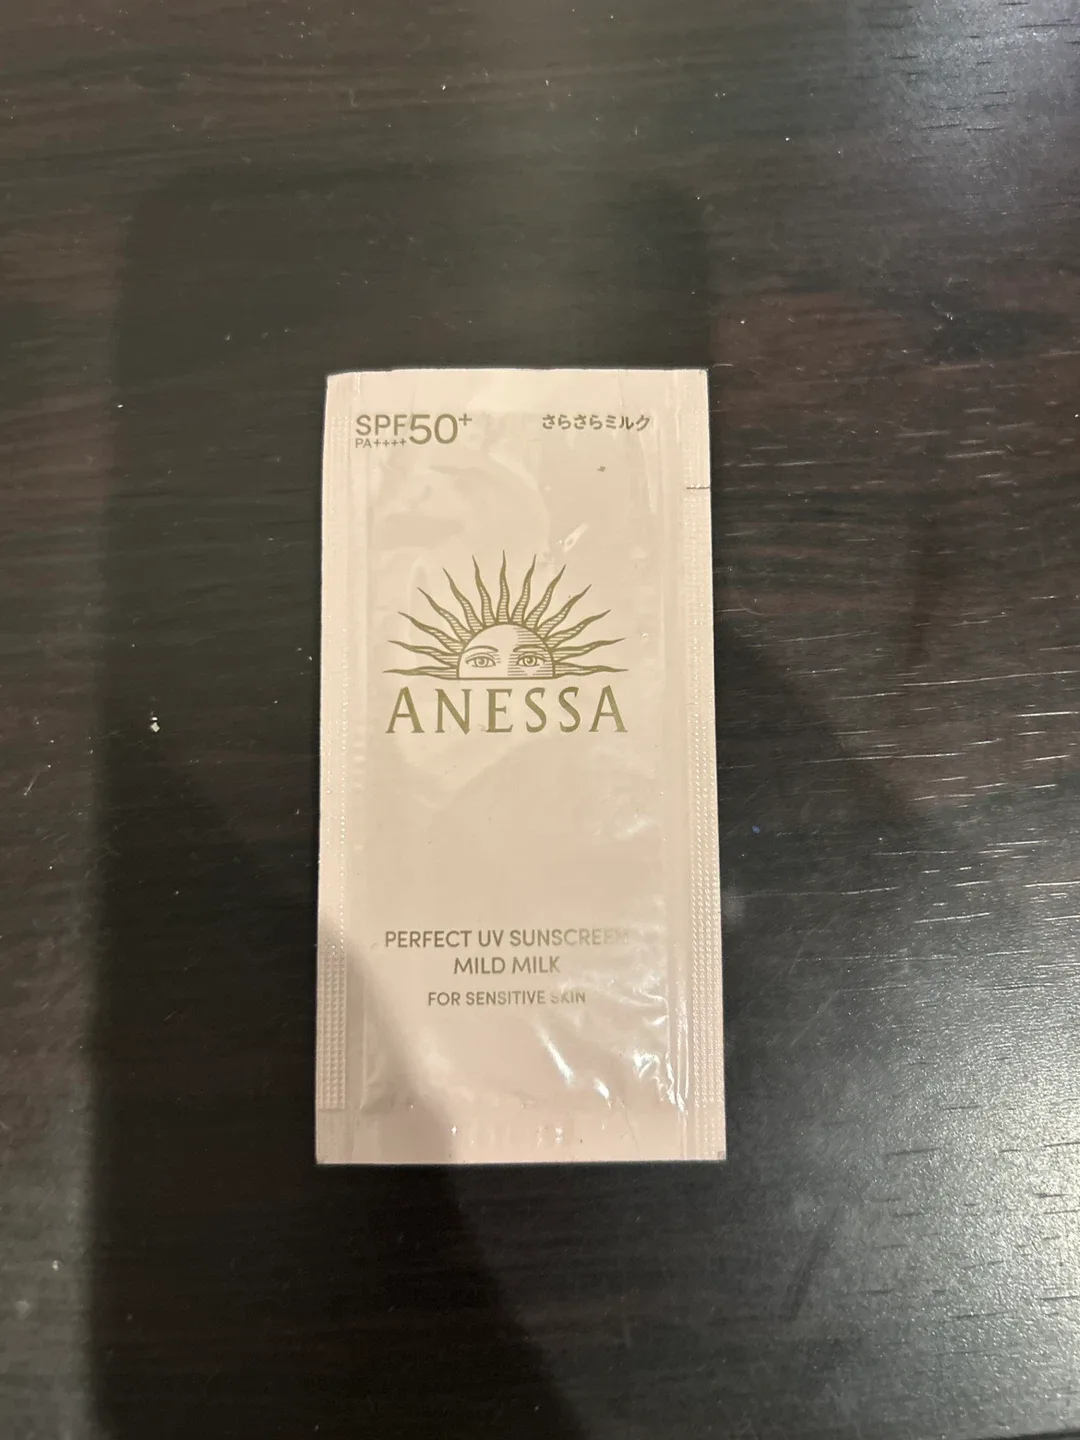 SPF50+
PA++++
さらさらミルク
ANESSA
PERFECT UV SUNSCREEN
MILD MILK
FOR SENSITIVE SKIN